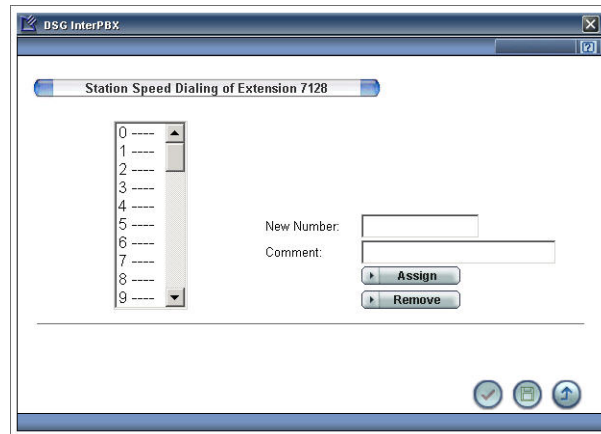 DSG InterPBX
Station Speed Dialing of Extension 7128
0 ----
1 ----
2 ----
3 ----
4 ----
5 ----
6 ----
7 ----
8 ----
9 ----
New Number:
Comment:
Assign
Remove